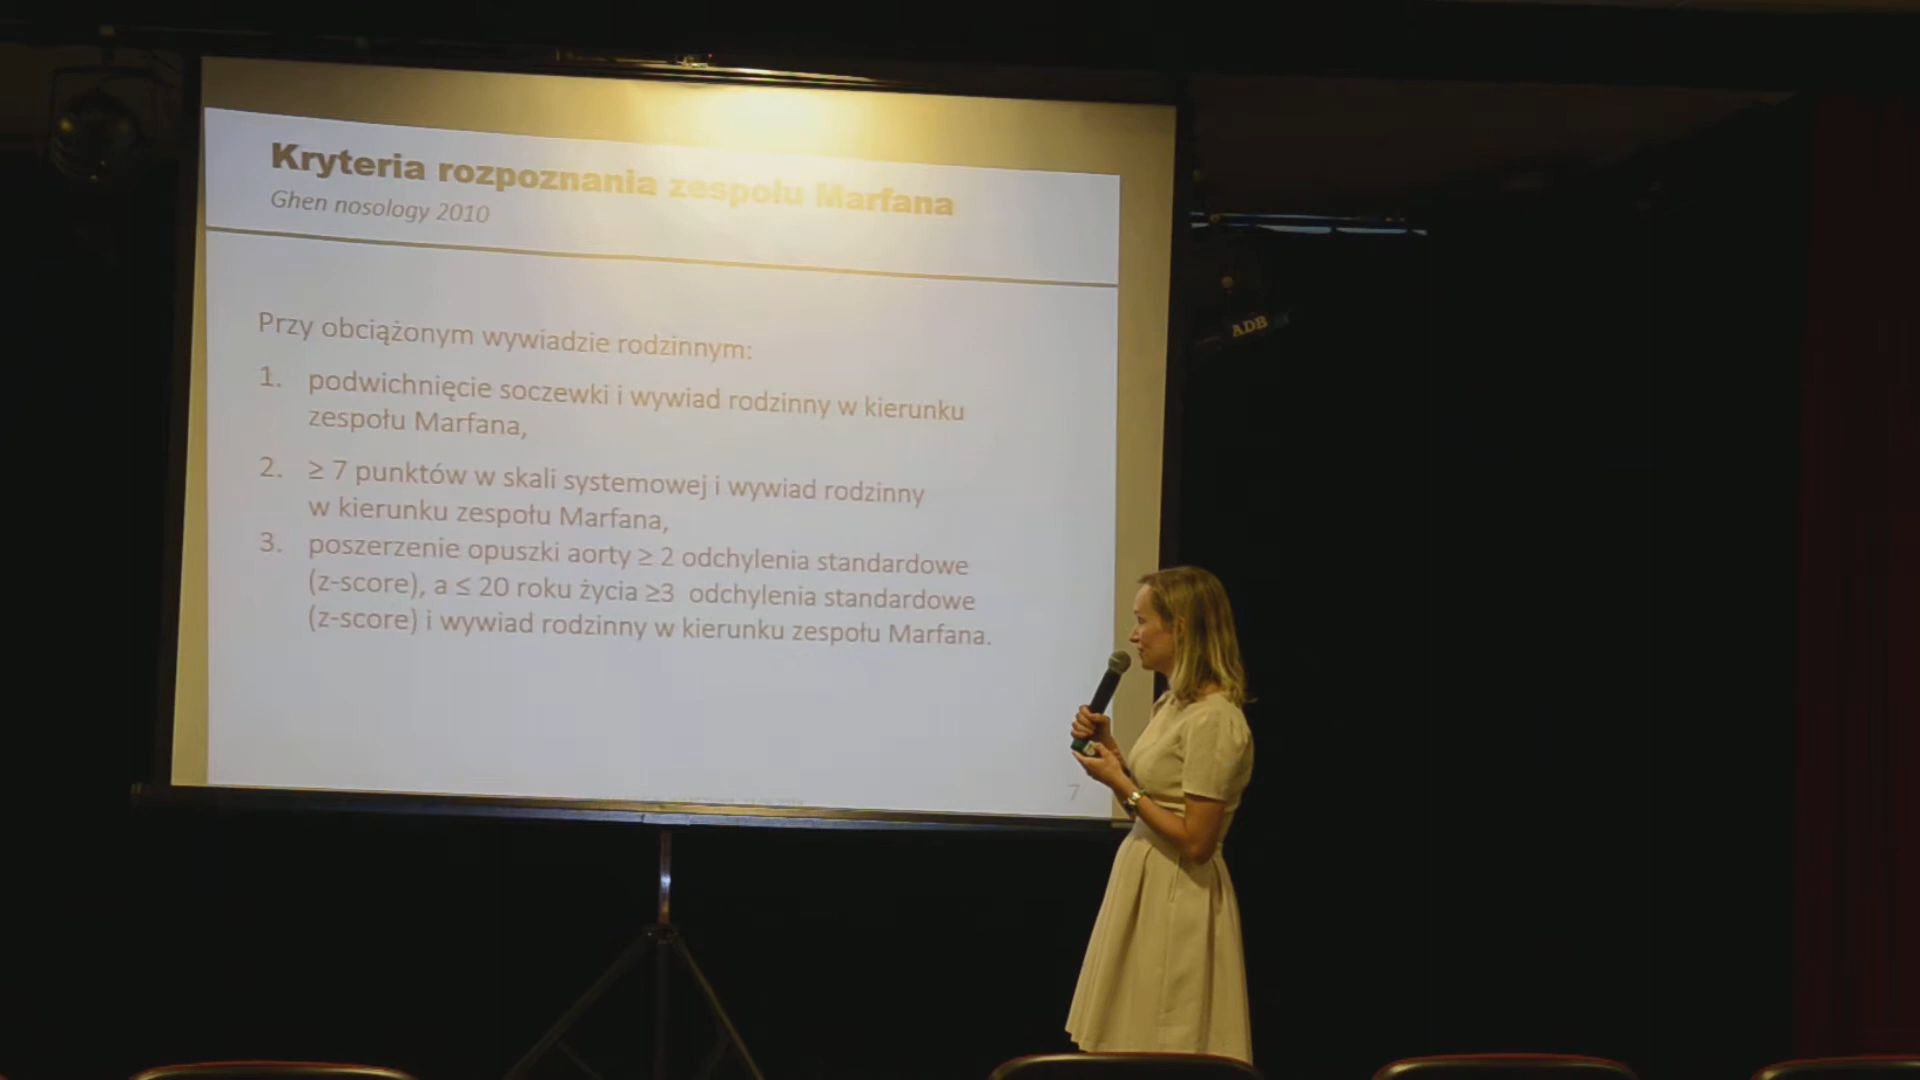 Kryteria rozpoznania zespołu Marfana
Ghen nosology 2010
Przy obciążonym wywiadzie rodzinnym:
1. podwichnięcie soczewki i wywiad rodzinny w kierunku
zespołu Marfana,
2. ≥ 7 punktów w skali systemowej i wywiad rodzinny
w kierunku zespołu Marfana,
3. poszerzenie opuszki aorty ≥ 2 odchylenia standardowe
(z-score), a ≤ 20 roku życia ≥3 odchylenia standardowe
(z-score) i wywiad rodzinny w kierunku zespołu Marfana.
7
ADB